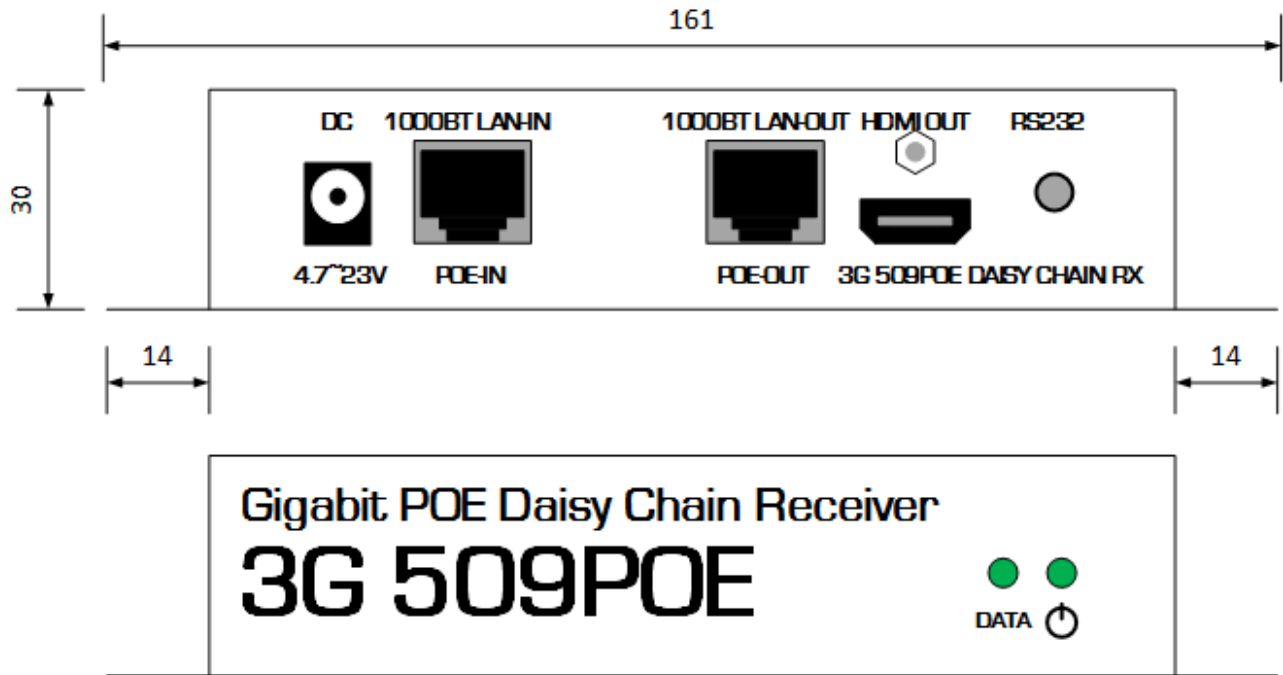 161
30
DC 1000BT LAN-IN 1000BT LAN-OUT HDMI OUT RS232
4.7~23V POE-IN POE-OUT 3G 509POE DAISY CHAIN RX
14 14
Gigabit POE Daisy Chain Receiver
3G 509POE
DATA